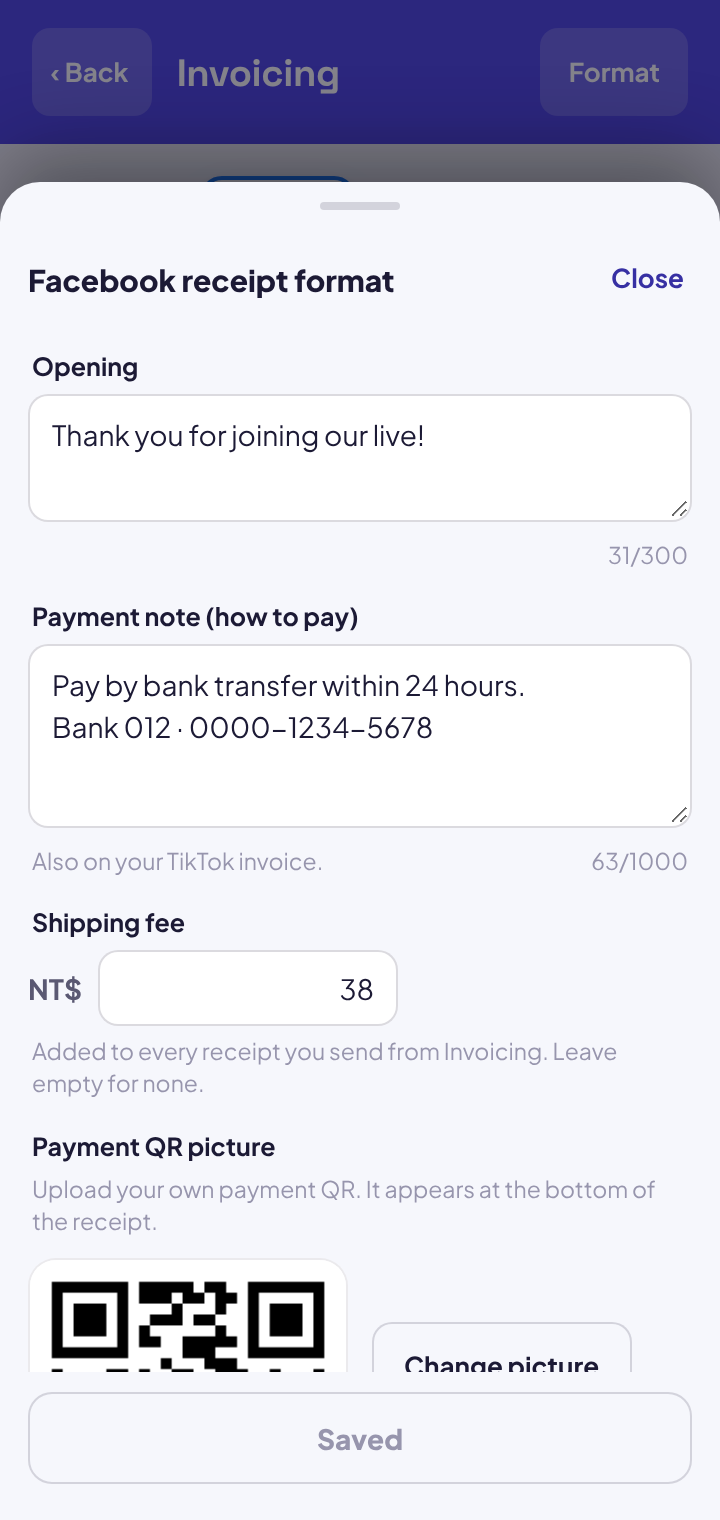 ‹ Back
Invoicing
Format
Facebook receipt format
Close
Opening
Thank you for joining our live!
31/300
Payment note (how to pay)
Pay by bank transfer within 24 hours.
Bank 012 · 0000–1234–5678
Also on your TikTok invoice.
63/1000
Shipping fee
NT$
38
Added to every receipt you send from Invoicing. Leave
empty for none.
Payment QR picture
Upload your own payment QR. It appears at the bottom of
the receipt.
Change picture
Saved